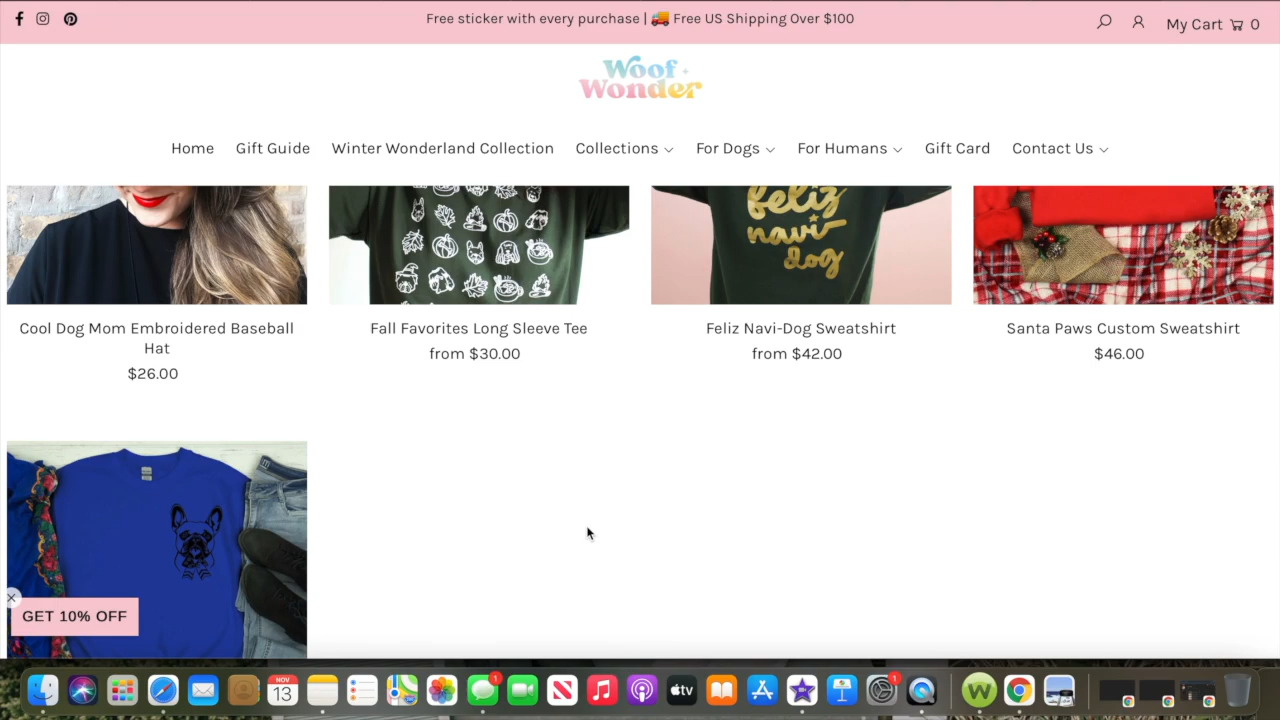 Free sticker with every purchase | 🚚 Free US Shipping Over $100
My Cart 0
Woof
Wonder
Home Gift Guide Winter Wonderland Collection Collections For Dogs For Humans Gift Card Contact Us
feliz
navi-
dog
Cool Dog Mom Embroidered Baseball
Hat
$26.00
Fall Favorites Long Sleeve Tee
from $30.00
Feliz Navi-Dog Sweatshirt
from $42.00
Santa Paws Custom Sweatshirt
$46.00
GET 10% OFF
NOV
13
1
tv
1
W